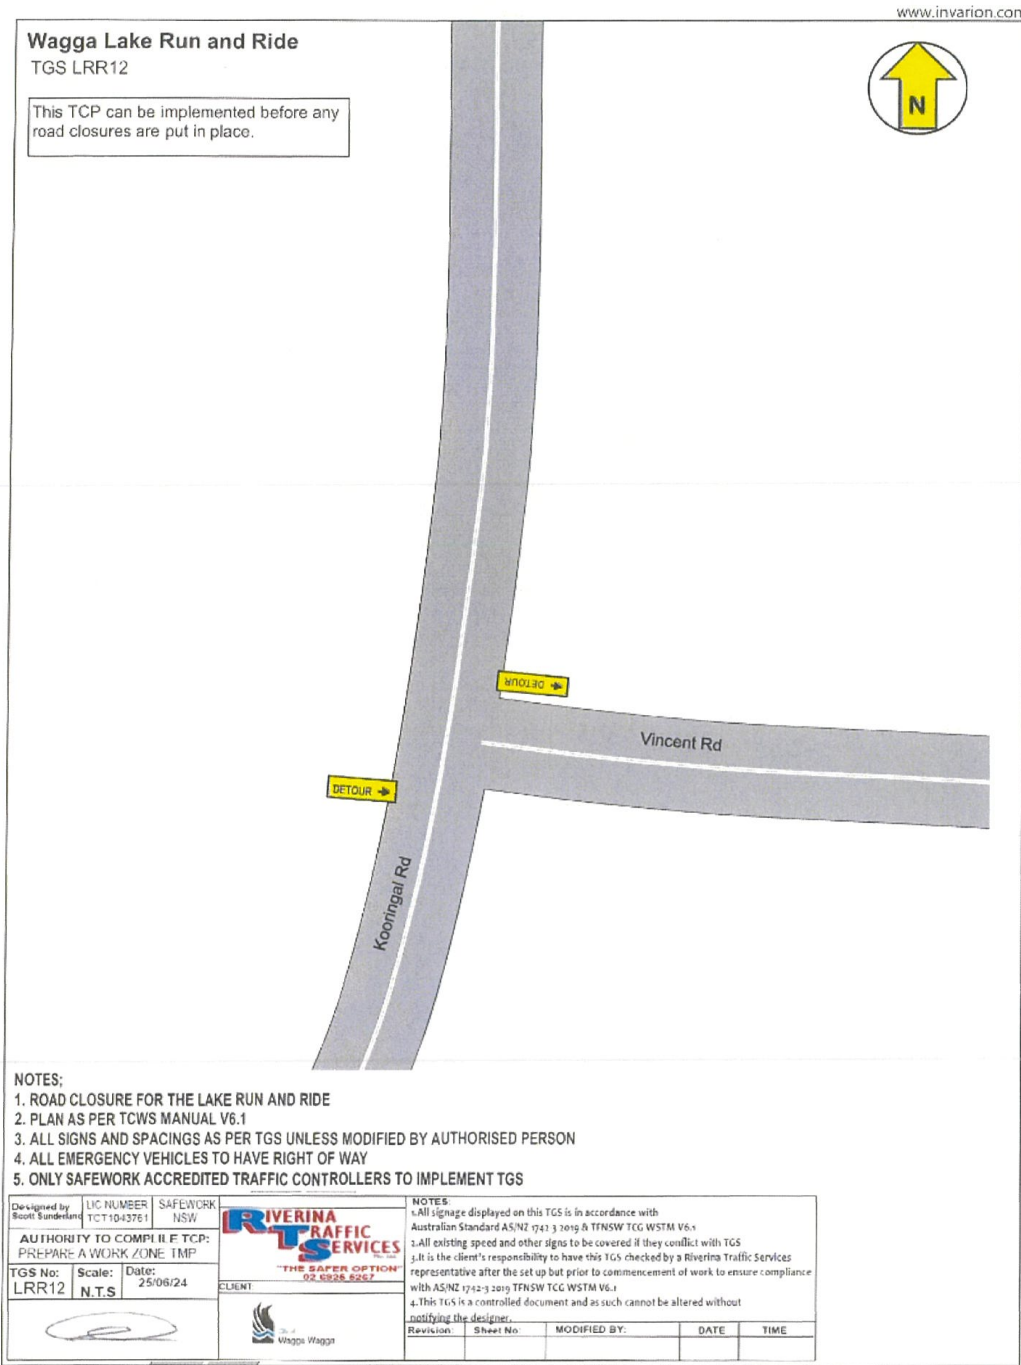 www.invarion.com
Wagga Lake Run and Ride
TGS LRR12
This TCP can be implemented before any
road closures are put in place.
N
DETOUR
Vincent Rd
DETOUR
Kooringal Rd
NOTES;
1. ROAD CLOSURE FOR THE LAKE RUN AND RIDE
2. PLAN AS PER TCWS MANUAL V6.1
3. ALL SIGNS AND SPACINGS AS PER TGS UNLESS MODIFIED BY AUTHORISED PERSON
4. ALL EMERGENCY VEHICLES TO HAVE RIGHT OF WAY
5. ONLY SAFEWORK ACCREDITED TRAFFIC CONTROLLERS TO IMPLEMENT TGS
Designed by
Scott Sunderland
LIC NUMBER
TCT1043761
SAFEWORK
NSW
AUTHORITY TO COMPILE TCP:
PREPARE A WORK ZONE TMP
TGS No:
LRR12
Scale:
N.T.S
Date:
25/06/24
RIVERINA
TRAFFIC
SERVICES
"THE SAFER OPTION"
02 6925 5267
CLIENT:
Wagga Wagga
NOTES:
1.All signage displayed on this TGS is in accordance with
Australian Standard AS/NZ 1742 3 2019 & TFNSW TCG WSTM V6.1
2.All existing speed and other signs to be covered if they conflict with TGS
3.It is the client's responsibility to have this TGS checked by a Riverina Traffic Services
representative after the set up but prior to commencement of work to ensure compliance
with AS/NZ 1742-3 2019 TFNSW TCG WSTM V6.1
4.This TGS is a controlled document and as such cannot be altered without
notifying the designer.
Revision:
Sheet No:
MODIFIED BY:
DATE
TIME